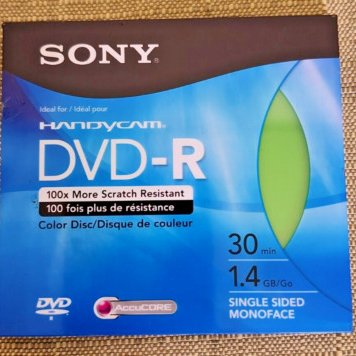 SONY
Ideal for / Idéal pour
HANDYCAM
DVD-R
100x More Scratch Resistant
100 fois plus de résistance
Color Disc/Disque de couleur
30 min
1.4 GB/Go
SINGLE SIDED
MONOFACE
DVD
R
AccuCORE